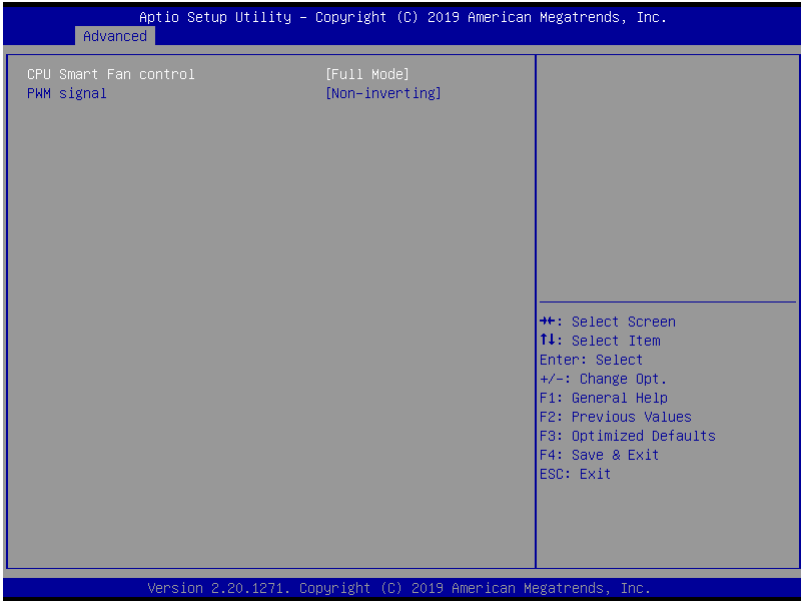 Aptio Setup Utility – Copyright (C) 2019 American Megatrends, Inc.
Advanced
CPU Smart Fan control [Full Mode]
PWM signal [Non-inverting]
→←: Select Screen
↑↓: Select Item
Enter: Select
+/-: Change Opt.
F1: General Help
F2: Previous Values
F3: Optimized Defaults
F4: Save & Exit
ESC: Exit
Version 2.20.1271. Copyright (C) 2019 American Megatrends, Inc.